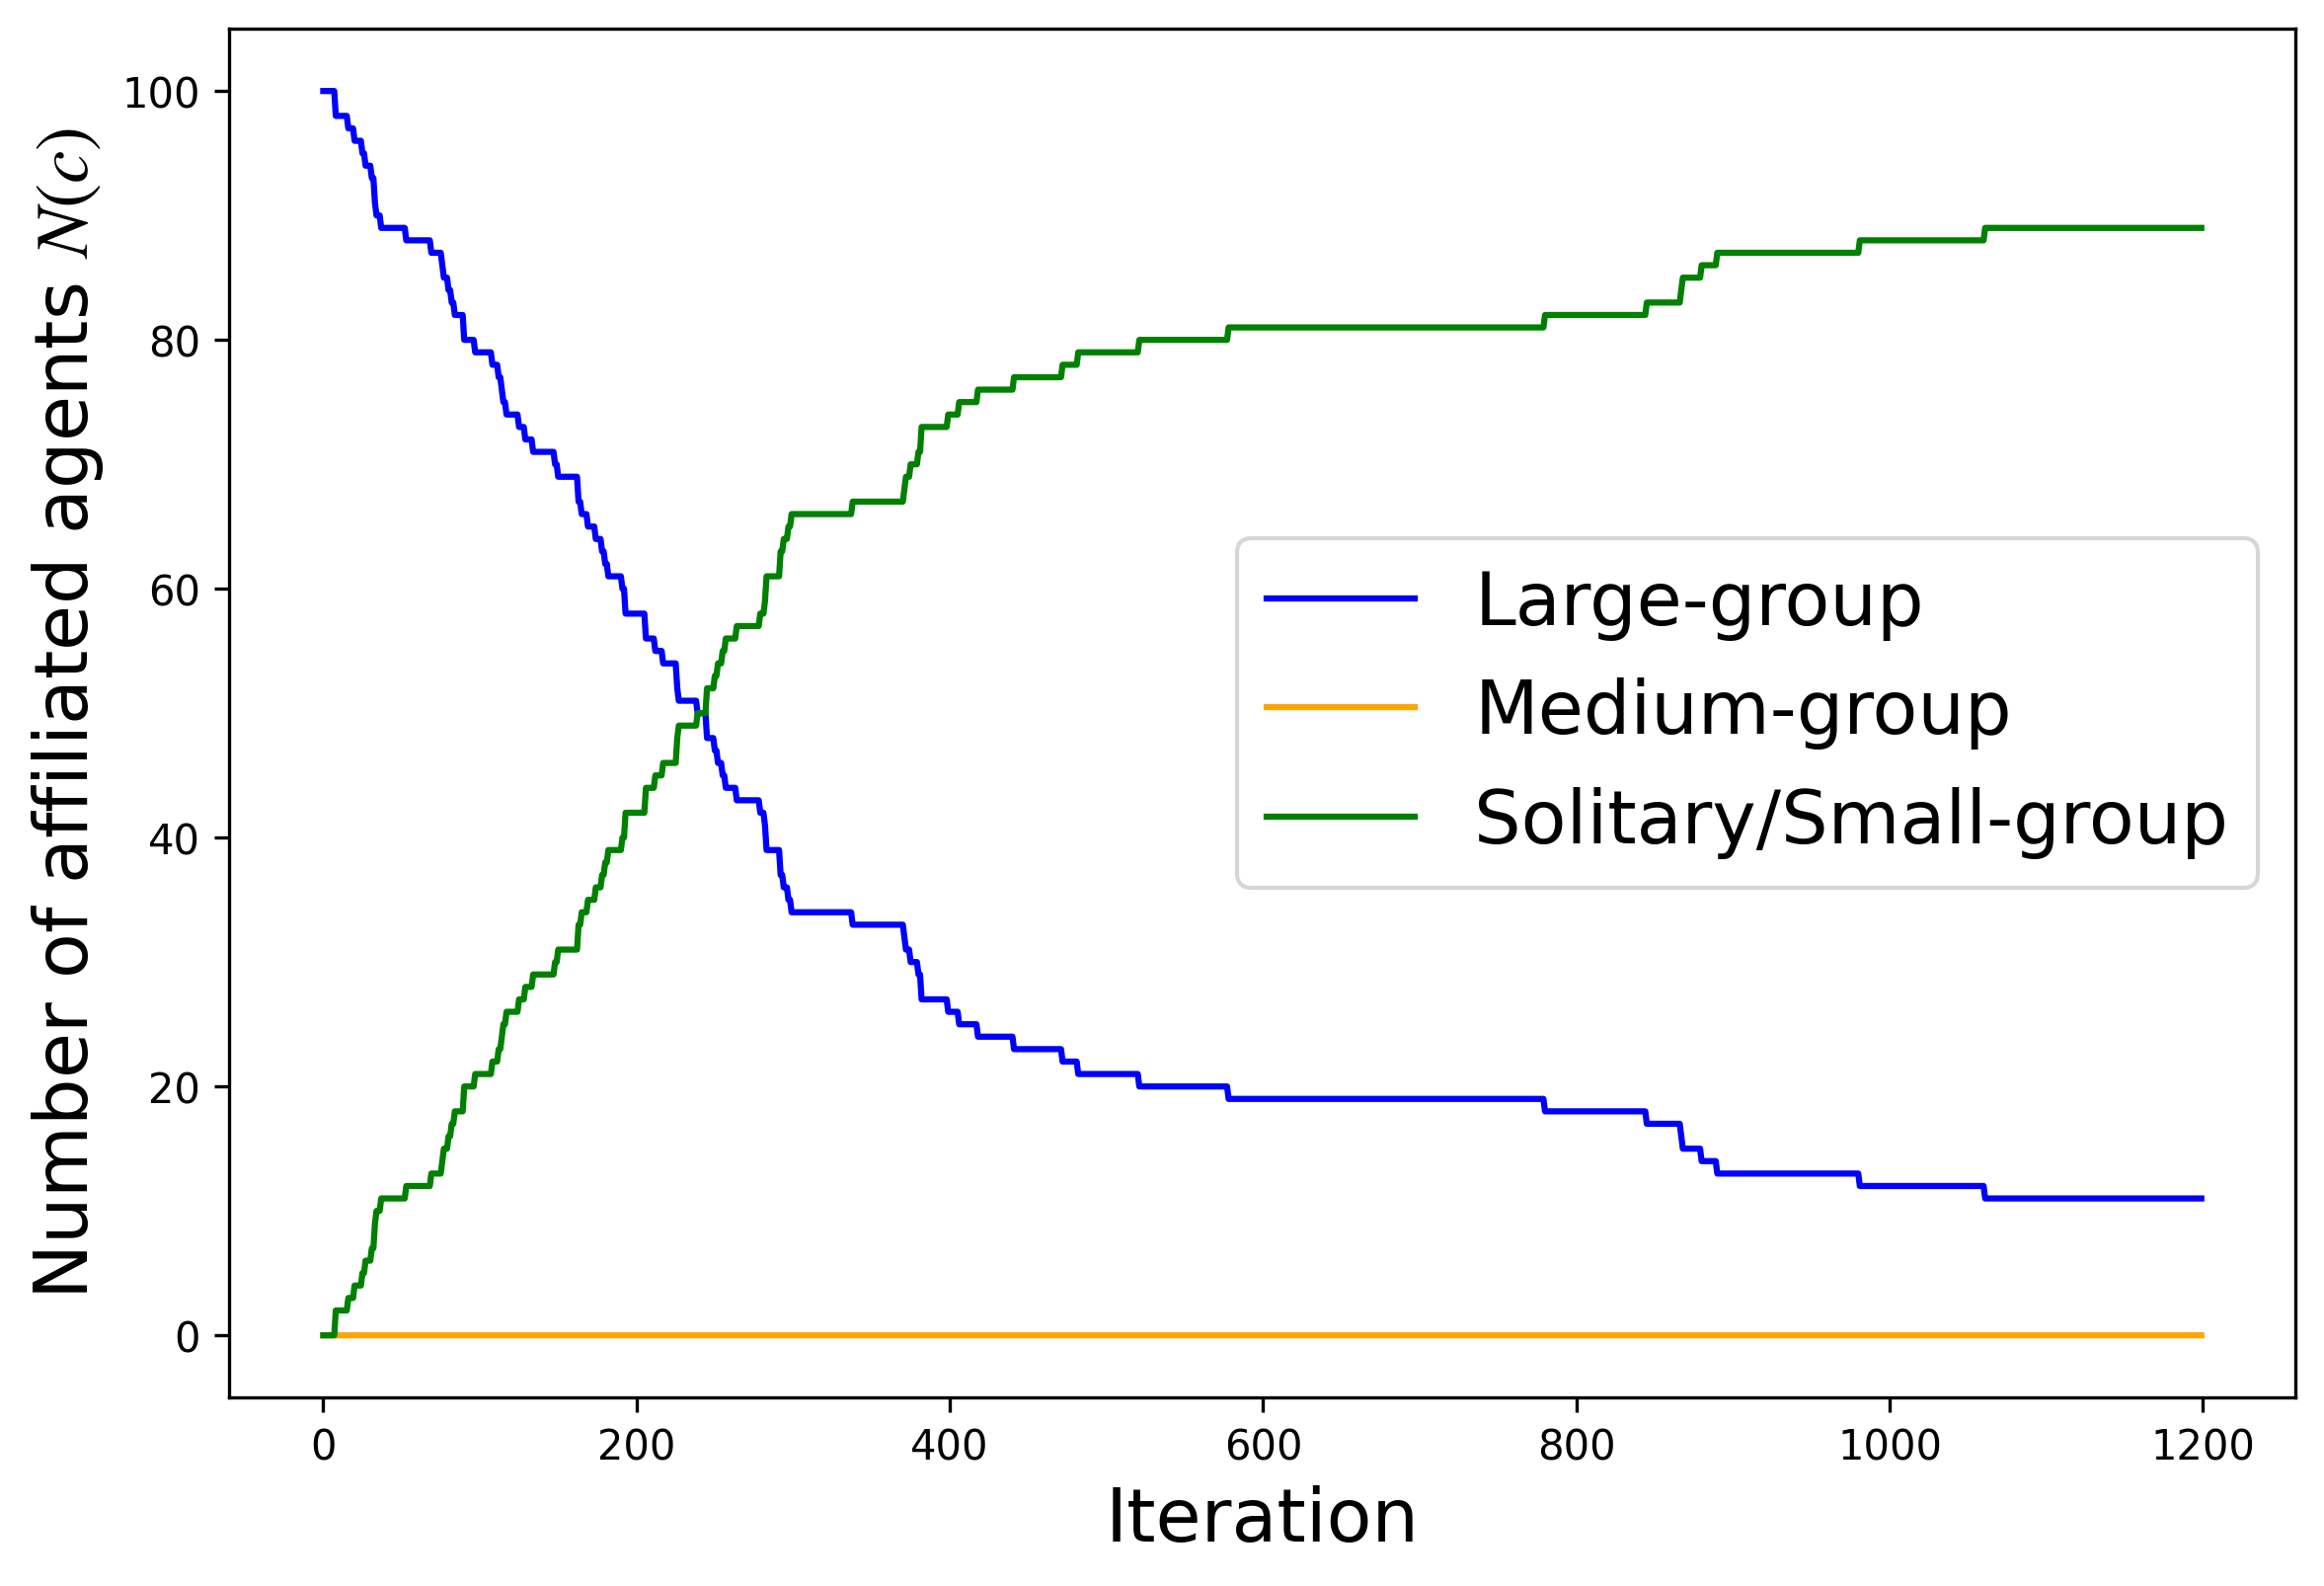 Number of affiliated agents N(c)
100
80
60
40
20
0
Large-group
Medium-group
Solitary/Small-group
0 200 400 600 800 1000 1200
Iteration